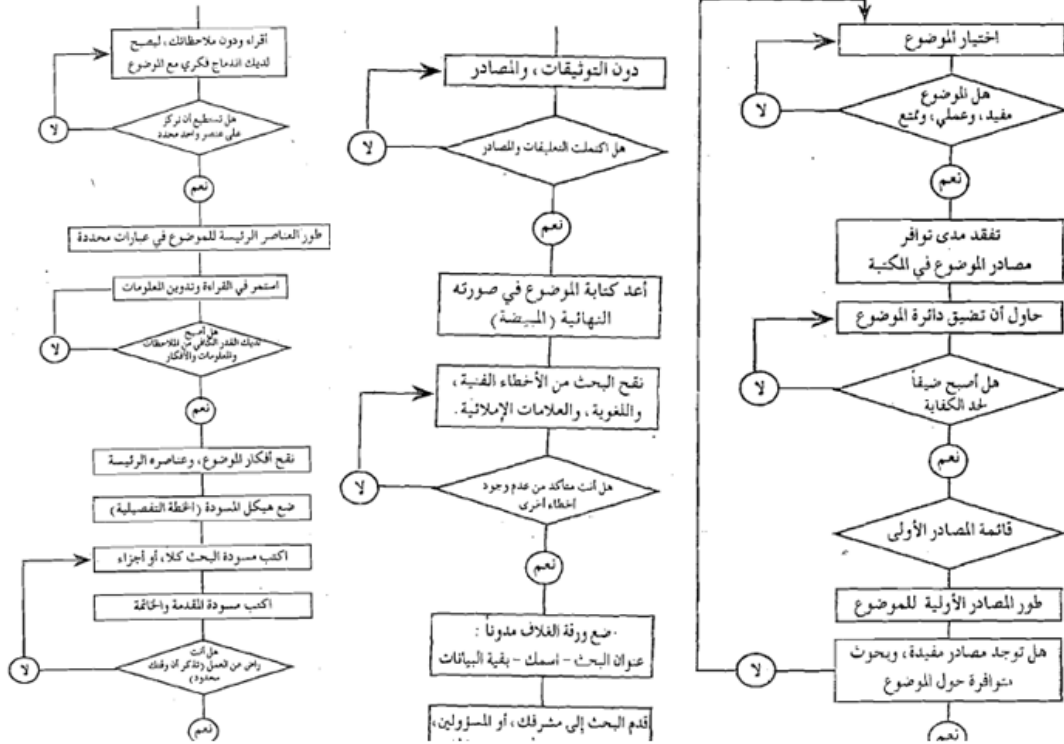 اختيار الموضوع
هل الموضوع
مفيد، وعملي، وممتع
لا
نعم
تفقد مدى توافر
مصادر الموضوع في المكتبة
حاول أن تضيق دائرة الموضوع
هل أصبح ضيفاً
لحد الكفاية
لا
نعم
قائمة المصادر الأولى
طور المصادر الأولية للموضوع
هل توجد مصادر مفيدة، وبحوث
متوافرة حول الموضوع
لا
نعم
دون التوثيقات، والمصادر
هل اكتملت التعليقات والمصادر
لا
نعم
أعد كتابة الموضوع في صورته
النهائية (المبيضة)
نقح البحث من الأخطاء الفنية،
واللغوية، والعلامات الإملائية.
هل أنت متأكد من عدم وجود
أخطاء أخرى
لا
نعم
ضع ورقة الغلاف مدونا :
عنوان البحث - اسمك - بقية البيانات
قدم البحث إلى مشرفك، أو المسؤولين،
أقراء ودون ملاحظاتك، ليصبح
لديك اندماج فكري مع الموضوع
هل تستطيع أن تركز
على عنصر واحد محدد
لا
نعم
طور العناصر الرئيسة للموضوع في عبارات محددة
استمر في القراءة وتدوين المعلومات
هل أصبح
لديك القدر الكافي من الملاحظات
والمعلومات والأفكار
لا
نعم
نقح أفكار الموضوع، وعناصره الرئيسة
ضع هيكل المسودة (الخطة التفصيلية)
اكتب مسودة البحث كلا، أو أجزاء
اكتب مسودة المقدمة والخاتمة
هل أنت
راض عن العمل (وتذكر أن وقتك
محدود)
لا
نعم